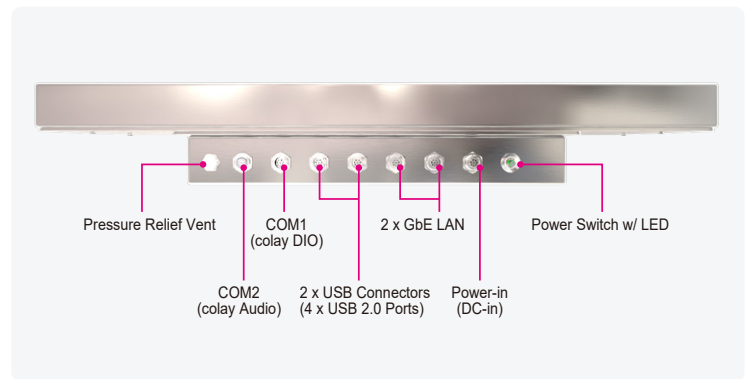 Pressure Relief Vent
COM1
(colay DIO)
2 x GbE LAN
Power Switch w/ LED
COM2
(colay Audio)
2 x USB Connectors
(4 x USB 2.0 Ports)
Power-in
(DC-in)